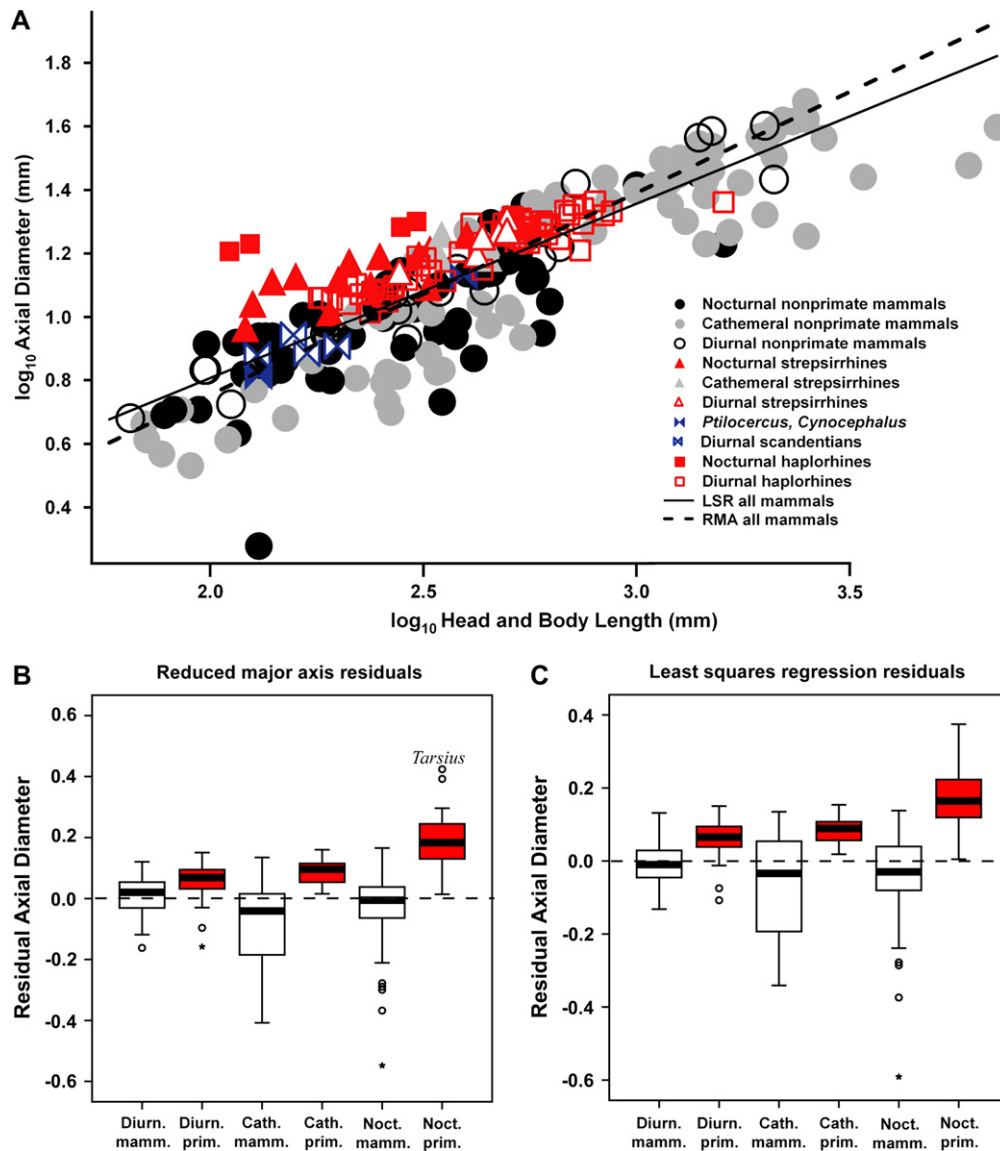 A
log10 Axial Diameter (mm)
1.8
1.6
1.4
1.2
1.0
0.8
0.6
0.4
2.0
2.5
3.0
3.5
log10 Head and Body Length (mm)
Nocturnal nonprimate mammals
Cathemeral nonprimate mammals
Diurnal nonprimate mammals
Nocturnal strepsirrhines
Cathemeral strepsirrhines
Diurnal strepsirrhines
Ptilocercus, Cynocephalus
Diurnal scandentians
Nocturnal haplorhines
Diurnal haplorhines
LSR all mammals
RMA all mammals
B
Reduced major axis residuals
Residual Axial Diameter
0.6
0.4
0.2
0.0
-0.2
-0.4
-0.6
Tarsius
Diurn. mamm.
Diurn. prim.
Cath. mamm.
Cath. prim.
Noct. mamm.
Noct. prim.
C
Least squares regression residuals
Residual Axial Diameter
0.4
0.2
0.0
-0.2
-0.4
-0.6
Diurn. mamm.
Diurn. prim.
Cath. mamm.
Cath. prim.
Noct. mamm.
Noct. prim.